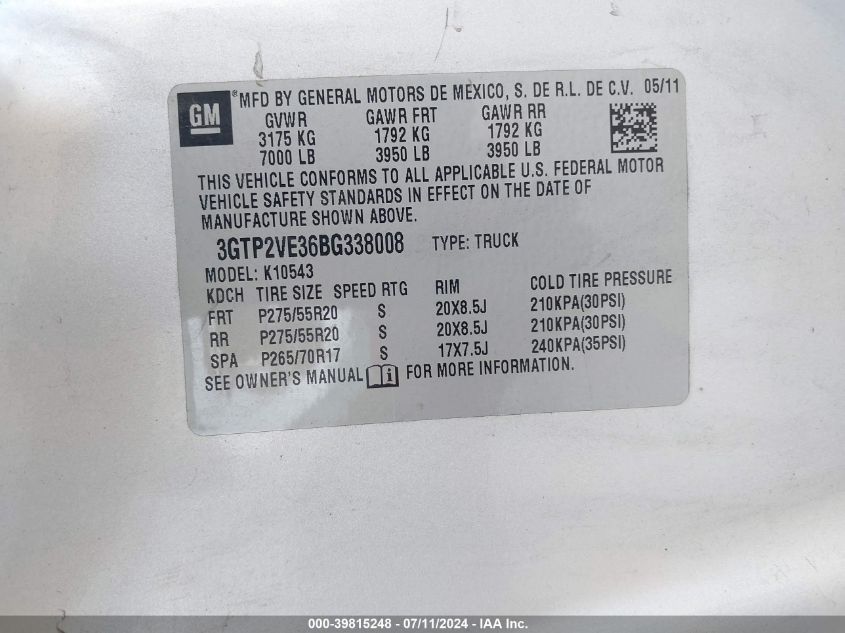 GM ® MFD BY GENERAL MOTORS DE MEXICO, S. DE R.L. DE C.V. 05/11
GVWR GAWR FRT GAWR RR
3175 KG 1792 KG 1792 KG
7000 LB 3950 LB 3950 LB
THIS VEHICLE CONFORMS TO ALL APPLICABLE U.S. FEDERAL MOTOR
VEHICLE SAFETY STANDARDS IN EFFECT ON THE DATE OF
MANUFACTURE SHOWN ABOVE.
3GTP2VE36BG338008 TYPE: TRUCK
MODEL: K10543
KDCH TIRE SIZE SPEED RTG RIM COLD TIRE PRESSURE
FRT P275/55R20 S 20X8.5J 210KPA(30PSI)
RR P275/55R20 S 20X8.5J 210KPA(30PSI)
SPA P265/70R17 S 17X7.5J 240KPA(35PSI)
SEE OWNER'S MANUAL i FOR MORE INFORMATION.
000-39815248 - 07/11/2024 - IAA Inc.